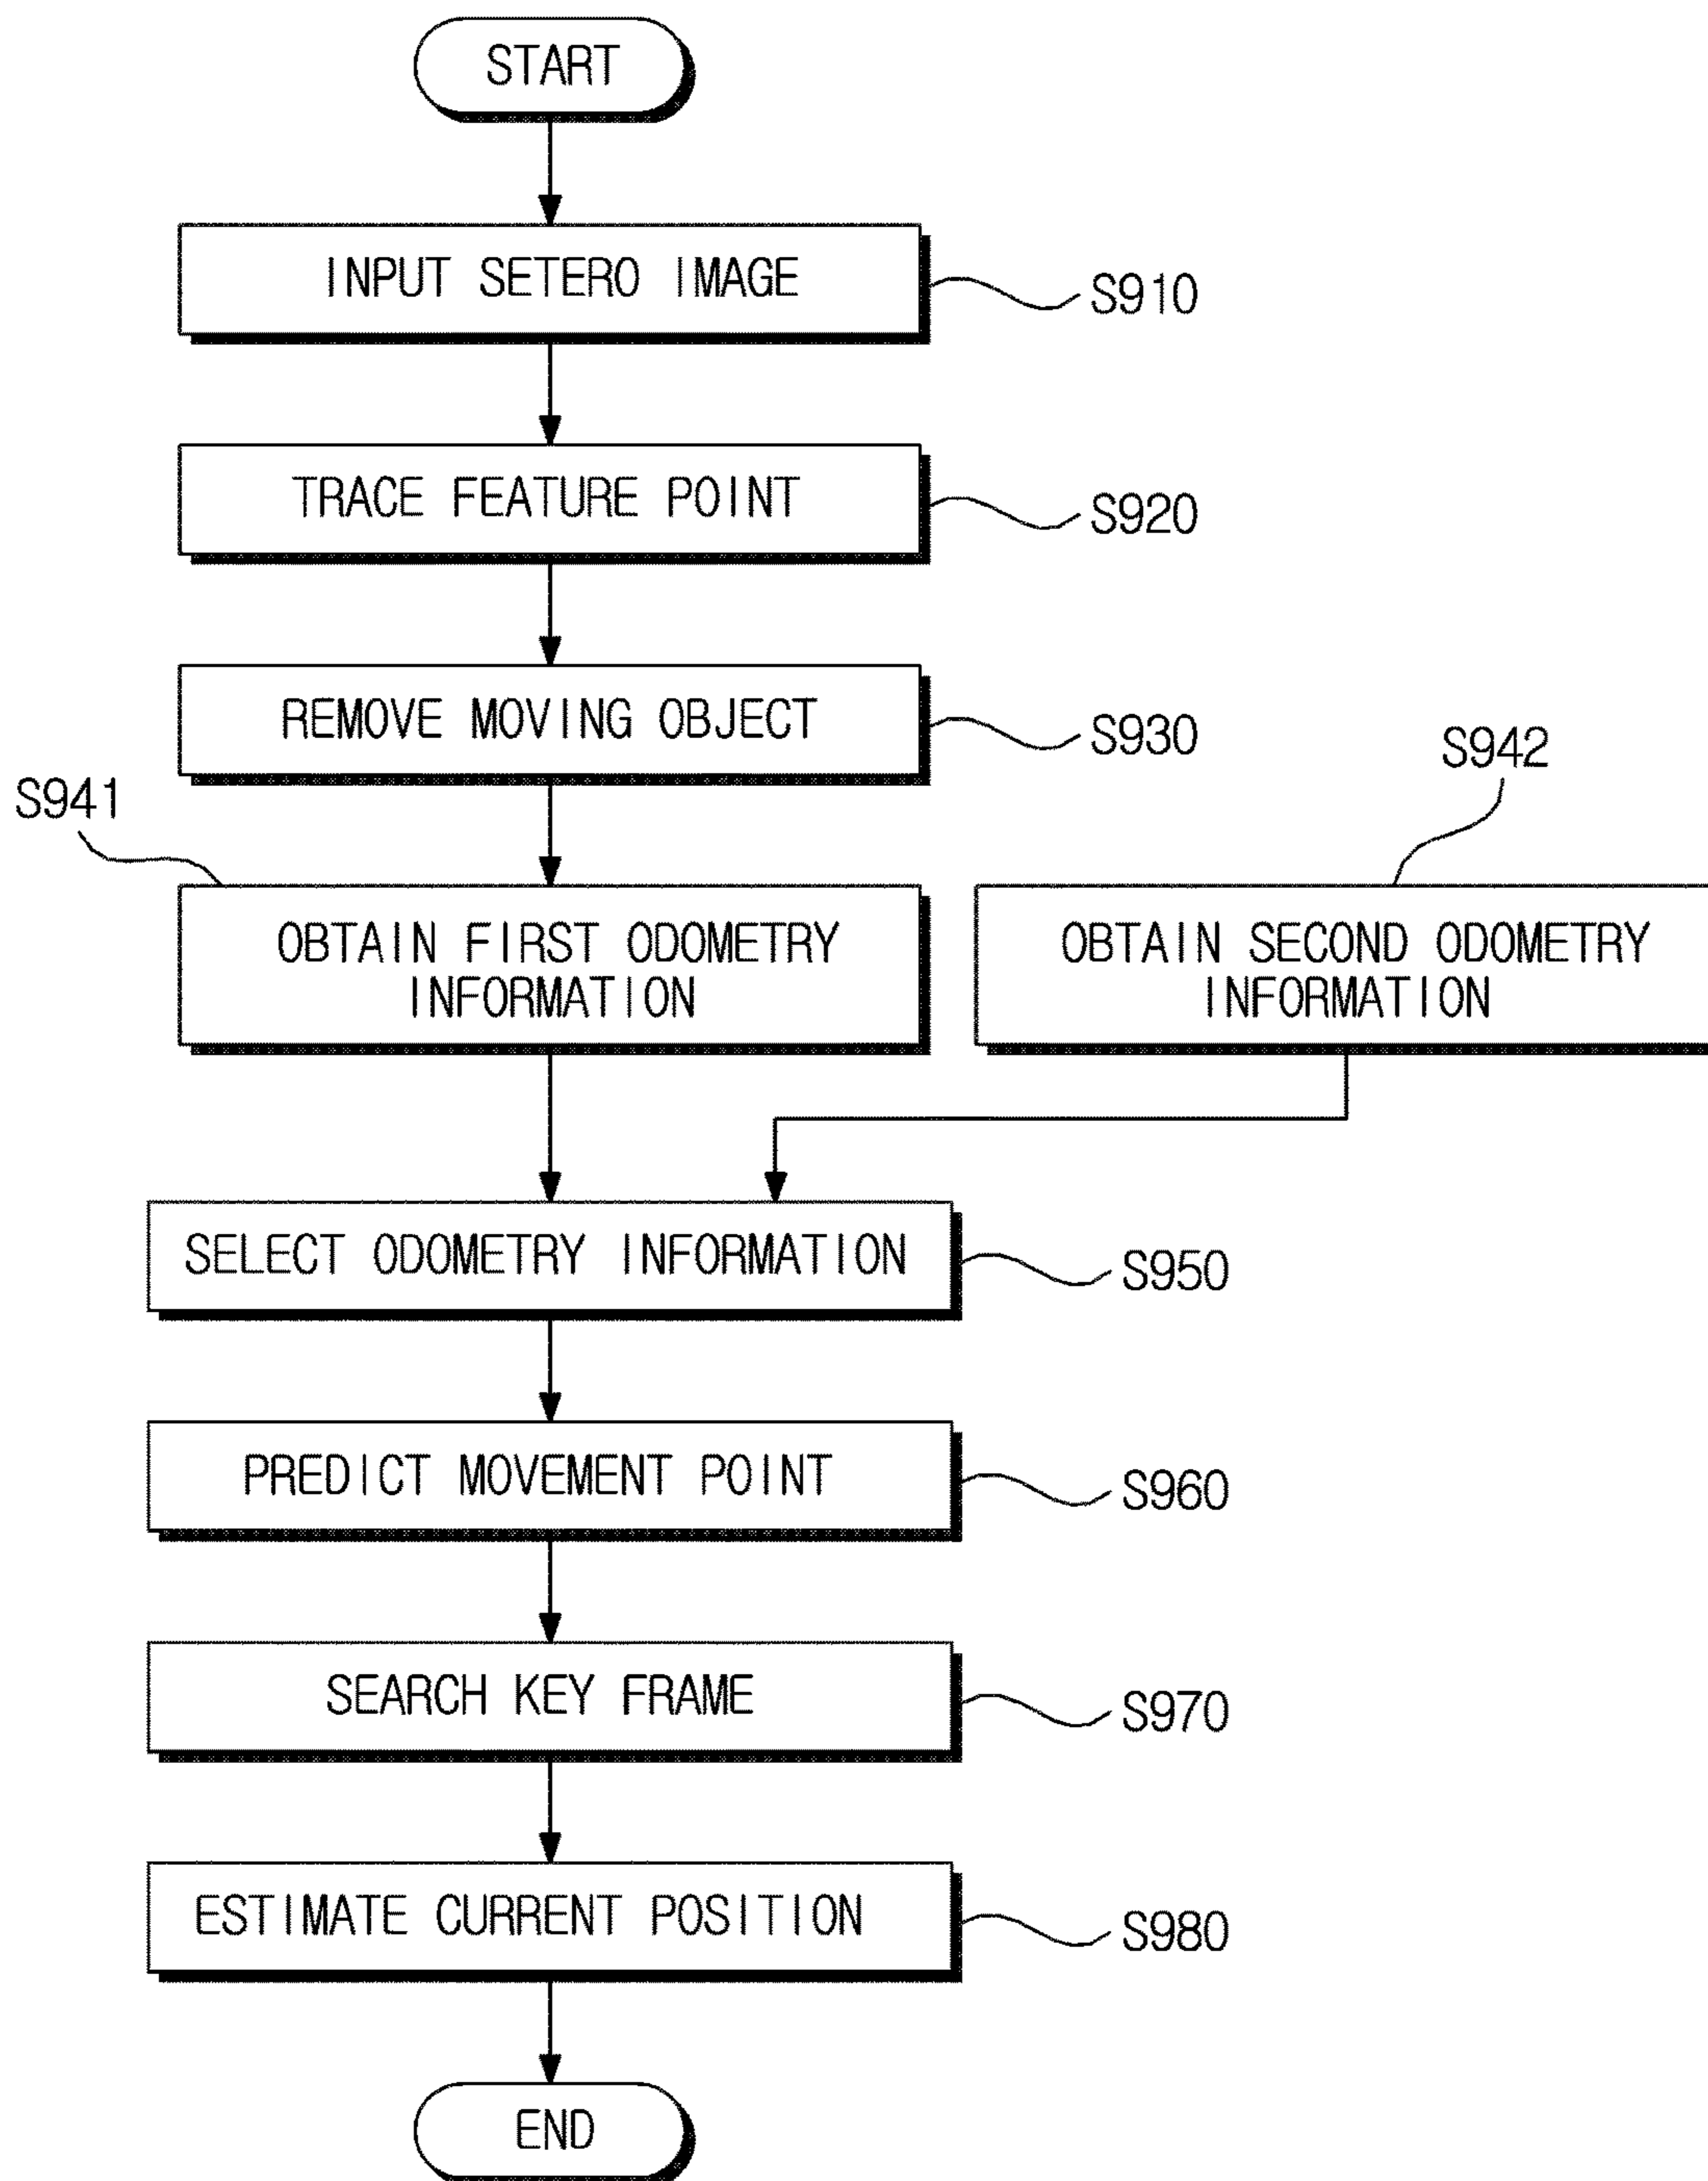 START
INPUT SETERO IMAGE
S910
TRACE FEATURE POINT
S920
REMOVE MOVING OBJECT
S930
S941
S942
OBTAIN FIRST ODOMETRY
INFORMATION
OBTAIN SECOND ODOMETRY
INFORMATION
SELECT ODOMETRY INFORMATION
S950
PREDICT MOVEMENT POINT
S960
SEARCH KEY FRAME
S970
ESTIMATE CURRENT POSITION
S980
END